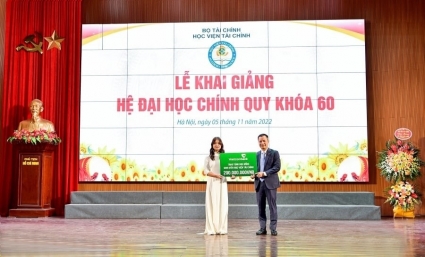 BỘ TÀI CHÍNH
HỌC VIỆN TÀI CHÍNH
LỄ KHAI GIẢNG
HỆ ĐẠI HỌC CHÍNH QUY KHÓA 60
Hà Nội, ngày 05 tháng 11 năm 2022